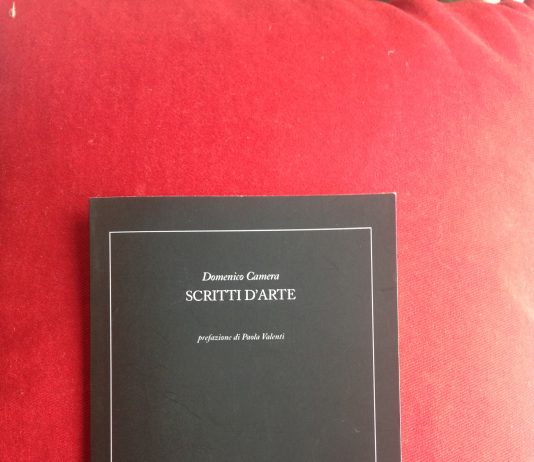 Domenico Camera
SCRITTI D'ARTE
prefazione di Paola Valenti